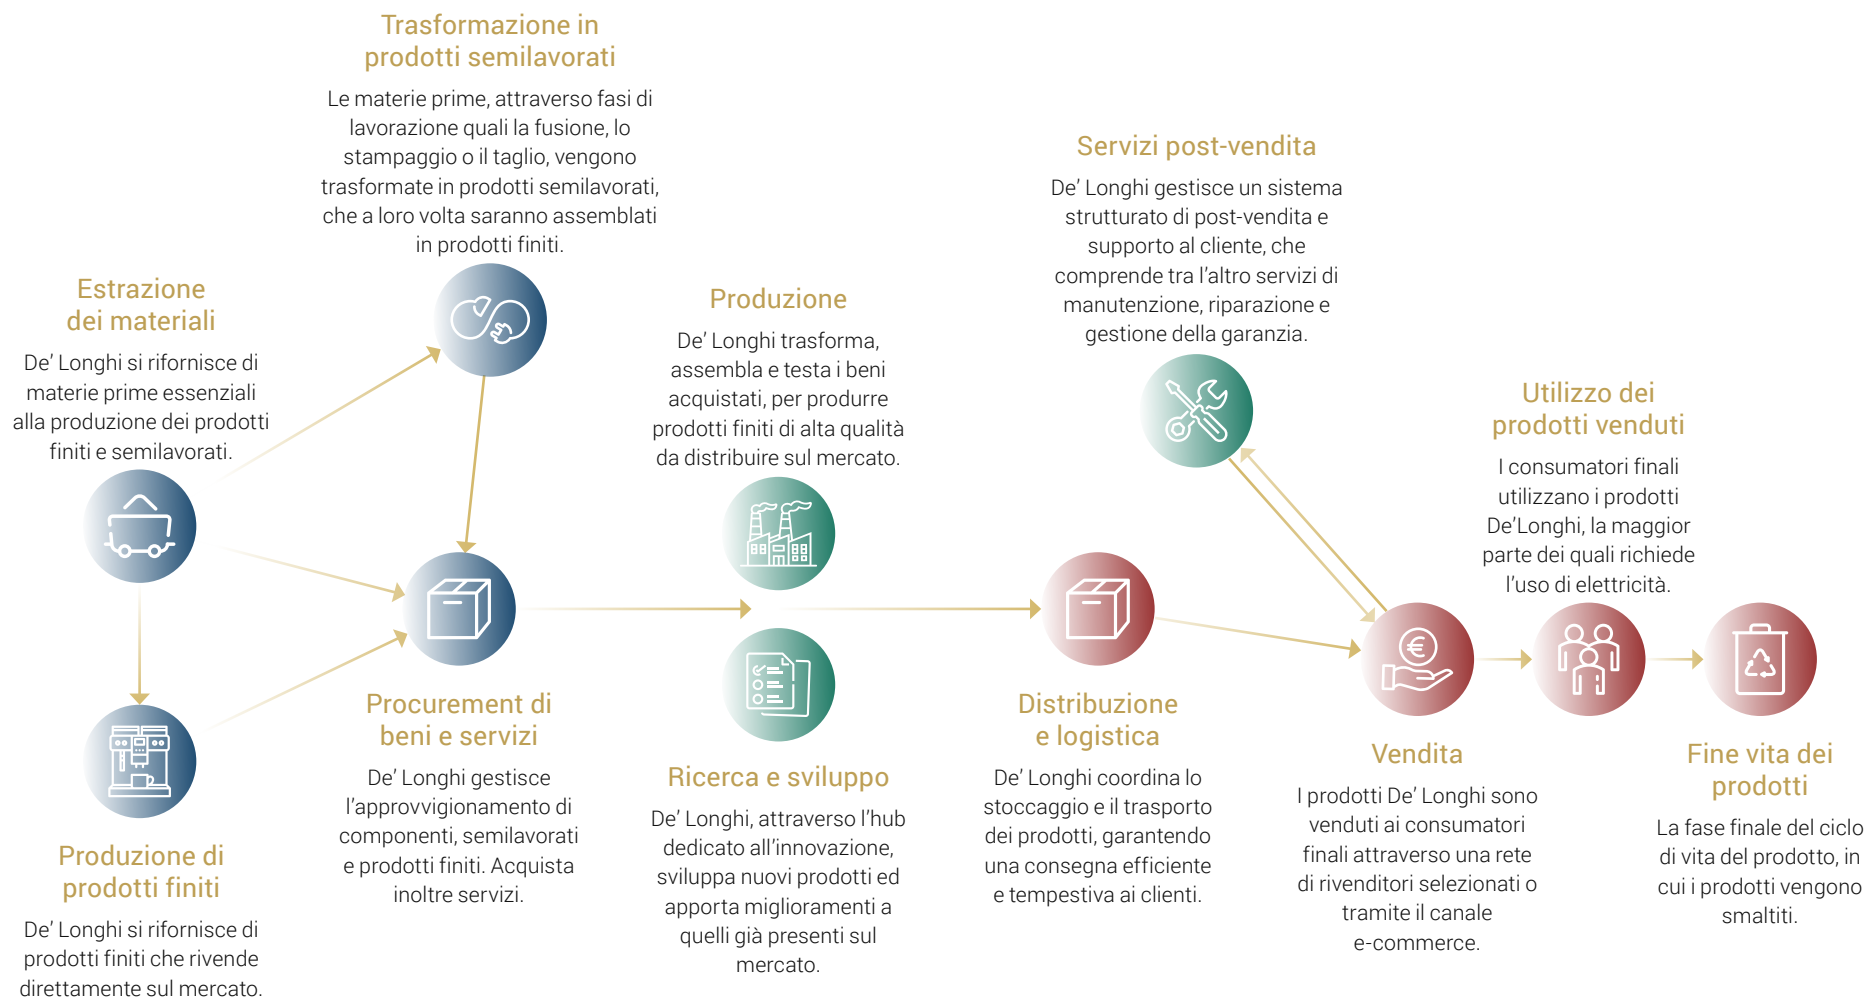 Trasformazione in
prodotti semilavorati
Le materie prime, attraverso fasi di
lavorazione quali la fusione, lo
stampaggio o il taglio, vengono
trasformate in prodotti semilavorati,
che a loro volta saranno assemblati
in prodotti finiti.
Estrazione
dei materiali
De' Longhi si rifornisce di
materie prime essenziali
alla produzione dei prodotti
finiti e semilavorati.
Produzione di
prodotti finiti
De' Longhi si rifornisce di
prodotti finiti che rivende
direttamente sul mercato.
Procurement di
beni e servizi
De' Longhi gestisce
l'approvvigionamento di
componenti, semilavorati
e prodotti finiti. Acquista
inoltre servizi.
Produzione
De' Longhi trasforma,
assembla e testa i beni
acquistati, per produrre
prodotti finiti di alta qualità
da distribuire sul mercato.
Ricerca e sviluppo
De' Longhi, attraverso l'hub
dedicato all'innovazione,
sviluppa nuovi prodotti ed
apporta miglioramenti a
quelli già presenti sul
mercato.
Distribuzione
e logistica
De' Longhi coordina lo
stoccaggio e il trasporto
dei prodotti, garantendo
una consegna efficiente
e tempestiva ai clienti.
Servizi post-vendita
De' Longhi gestisce un sistema
strutturato di post-vendita e
supporto al cliente, che
comprende tra l'altro servizi di
manutenzione, riparazione e
gestione della garanzia.
€
Vendita
I prodotti De' Longhi sono
venduti ai consumatori
finali attraverso una rete
di rivenditori selezionati o
tramite il canale
e-commerce.
Utilizzo dei
prodotti venduti
I consumatori finali
utilizzano i prodotti
De'Longhi, la maggior
parte dei quali richiede
l'uso di elettricità.
Fine vita dei
prodotti
La fase finale del ciclo
di vita del prodotto, in
cui i prodotti vengono
smaltiti.